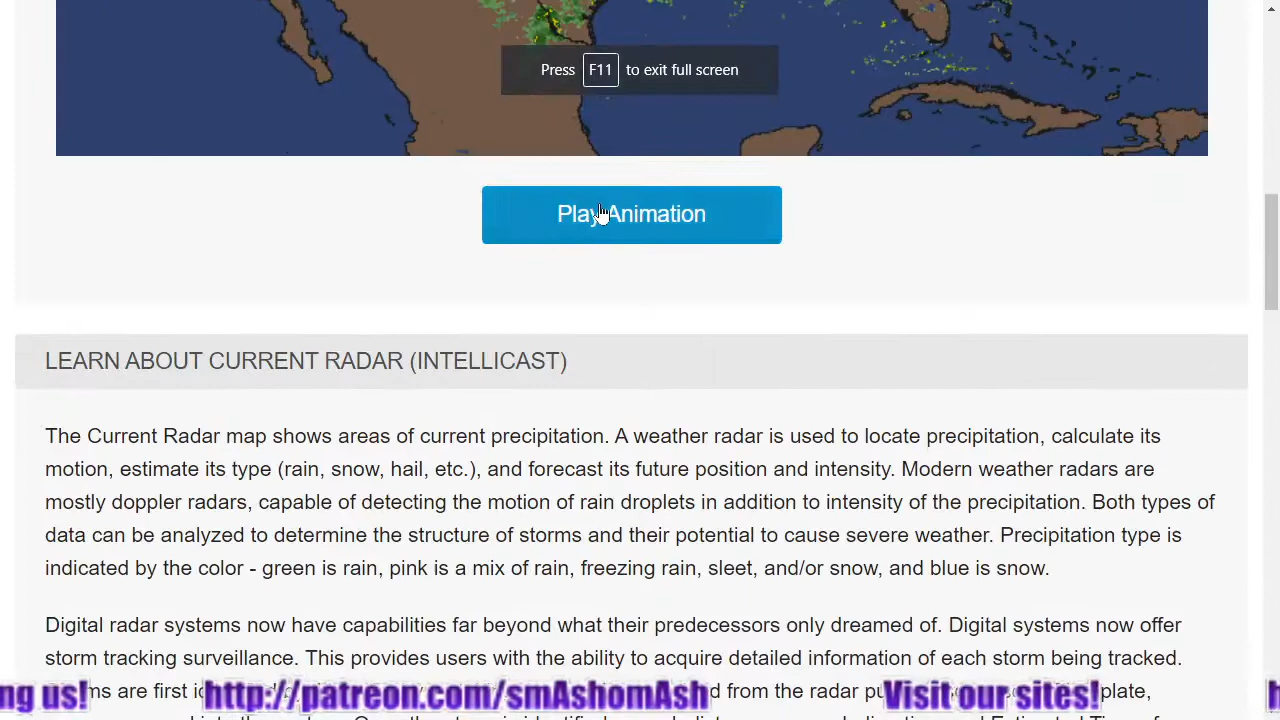 Press F11 to exit full screen
Play Animation
LEARN ABOUT CURRENT RADAR (INTELLICAST)
The Current Radar map shows areas of current precipitation. A weather radar is used to locate precipitation, calculate its
motion, estimate its type (rain, snow, hail, etc.), and forecast its future position and intensity. Modern weather radars are
mostly doppler radars, capable of detecting the motion of rain droplets in addition to intensity of the precipitation. Both types of
data can be analyzed to determine the structure of storms and their potential to cause severe weather. Precipitation type is
indicated by the color - green is rain, pink is a mix of rain, freezing rain, sleet, and/or snow, and blue is snow.
Digital radar systems now have capabilities far beyond what their predecessors only dreamed of. Digital systems now offer
storm tracking surveillance. This provides users with the ability to acquire detailed information of each storm being tracked.
are first from the radar
ng us! http://patreon.com/smAshomAsh Visit our sites!